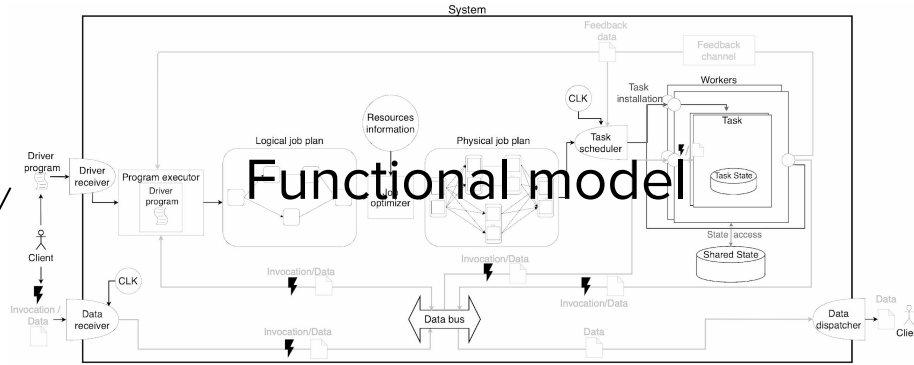 System
Feedback
data
Feedback
channel
Workers
Task
installation
CLK
Resources
information
Task
Logical job plan
Physical job plan
Task
scheduler
Driver
program
Driver
receiver
Program executor
Driver
program
Functional model
Job
optimizer
Task State
Client
State access
Shared State
CLK
Invocation/Data
Invocation/Data
Invocation/Data
Invocation /
Data
Data
receiver
Data bus
Data
dispatcher
Data
Invocation/Data
Data
Clie